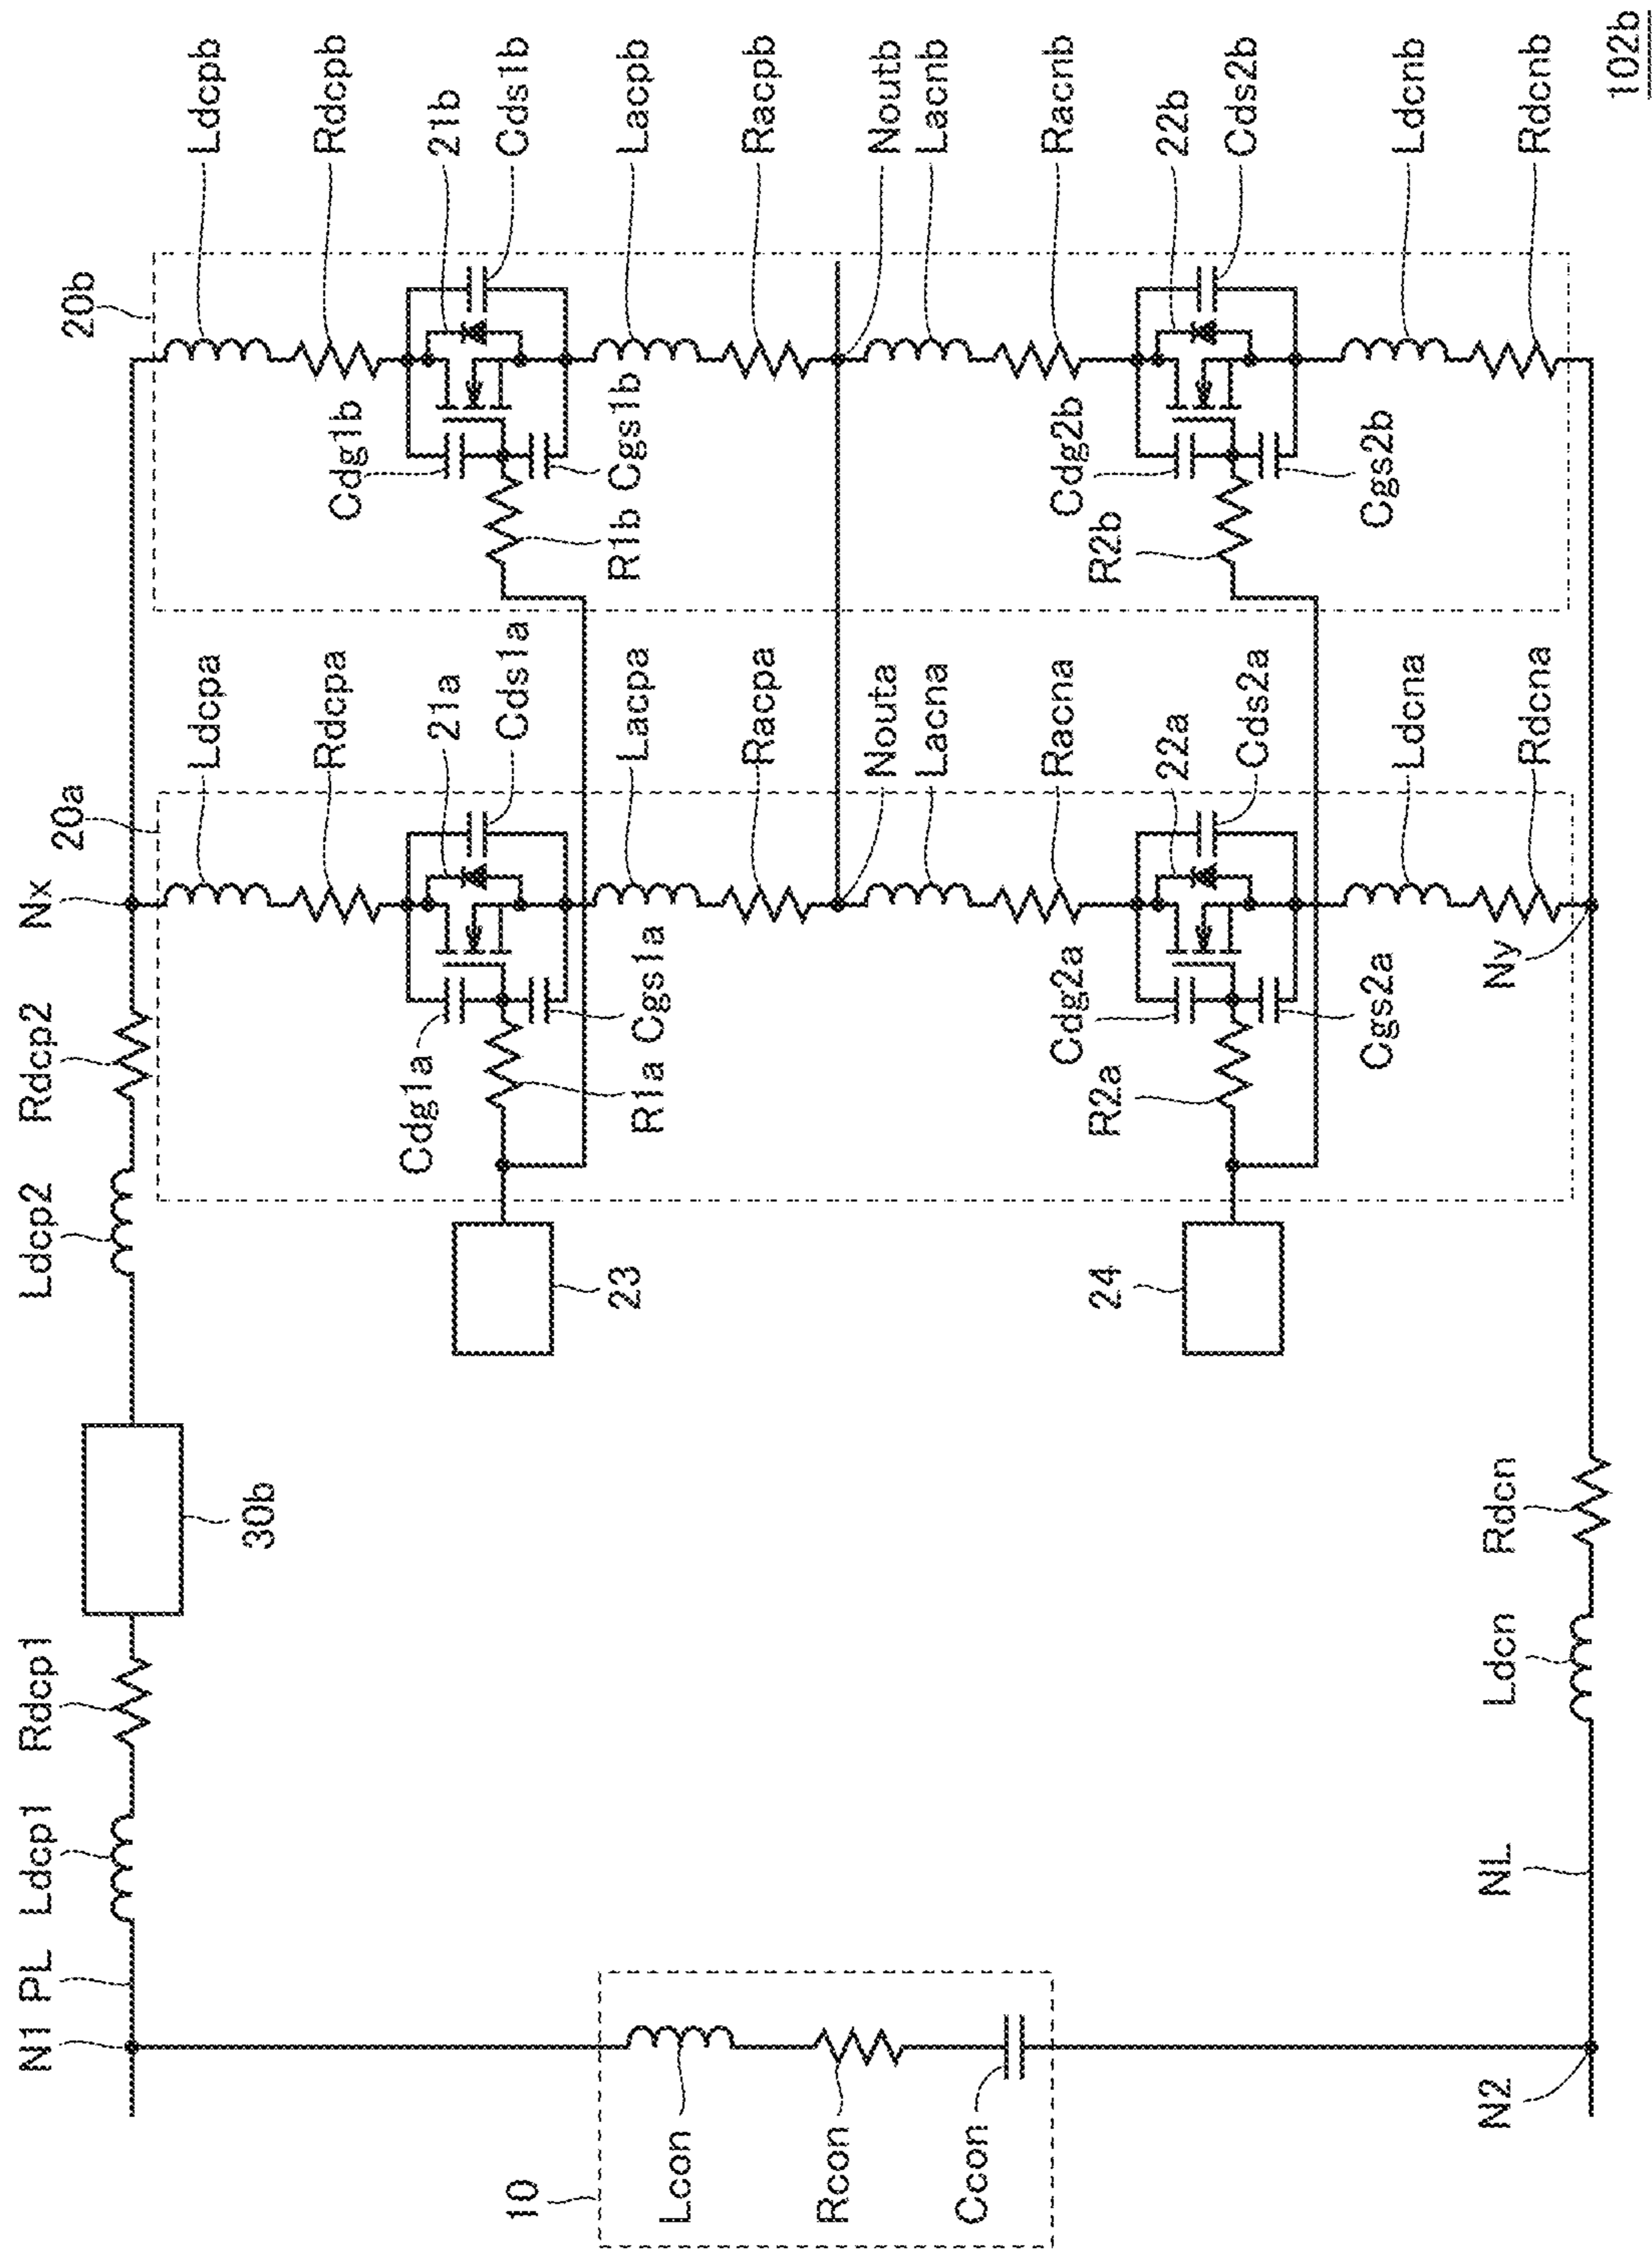 N1
PL
Ldcp1
Rdcp1
30b
Ldcp2
Rdcp2
Nx
20a
20b
Ldcpa
Rdcpa
21a
Cds1a
Cdg1a
R1a
Cgs1a
Lacpa
Racpa
Nouta
Lacna
Racna
22a
Cds2a
Cdg2a
R2a
Cgs2a
Ldcna
Rdcna
Ny
Ldcpb
Rdcpb
21b
Cds1b
Cdg1b
R1b
Cgs1b
Lacpb
Racpb
Noutb
Lacnb
Racnb
22b
Cds2b
Cdg2b
R2b
Cgs2b
Ldcnb
Rdcnb
23
24
10
Lcon
Rcon
Ccon
N2
NL
Ldcn
Rdcn
102b